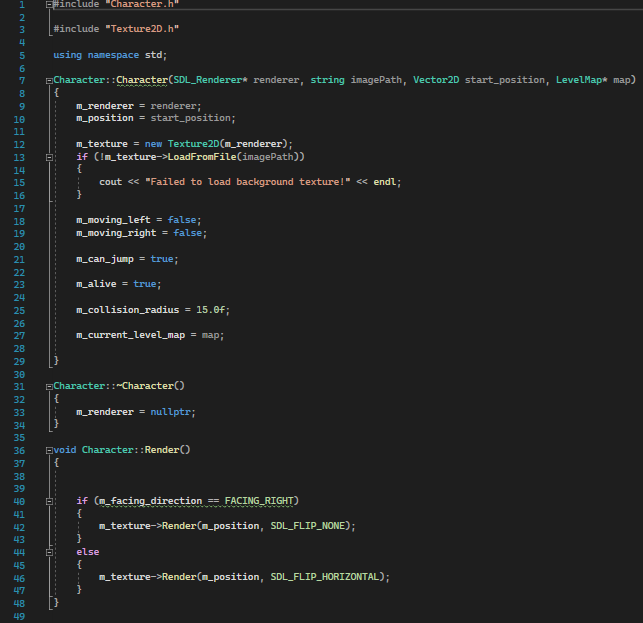 1 #include "Character.h"
2
3 #include "Texture2D.h"
4
5 using namespace std;
6
7 Character::Character(SDL_Renderer* renderer, string imagePath, Vector2D start_position, LevelMap* map)
8 {
9 m_renderer = renderer;
10 m_position = start_position;
11
12 m_texture = new Texture2D(m_renderer);
13 if (!m_texture->LoadFromFile(imagePath))
14 {
15 cout << "Failed to load background texture!" << endl;
16 }
17
18 m_moving_left = false;
19 m_moving_right = false;
20
21 m_can_jump = true;
22
23 m_alive = true;
24
25 m_collision_radius = 15.0f;
26
27 m_current_level_map = map;
28
29 }
30
31 Character::~Character()
32 {
33 m_renderer = nullptr;
34 }
35
36 void Character::Render()
37 {
38
39
40 if (m_facing_direction == FACING_RIGHT)
41 {
42 m_texture->Render(m_position, SDL_FLIP_NONE);
43 }
44 else
45 {
46 m_texture->Render(m_position, SDL_FLIP_HORIZONTAL);
47 }
48 }
49